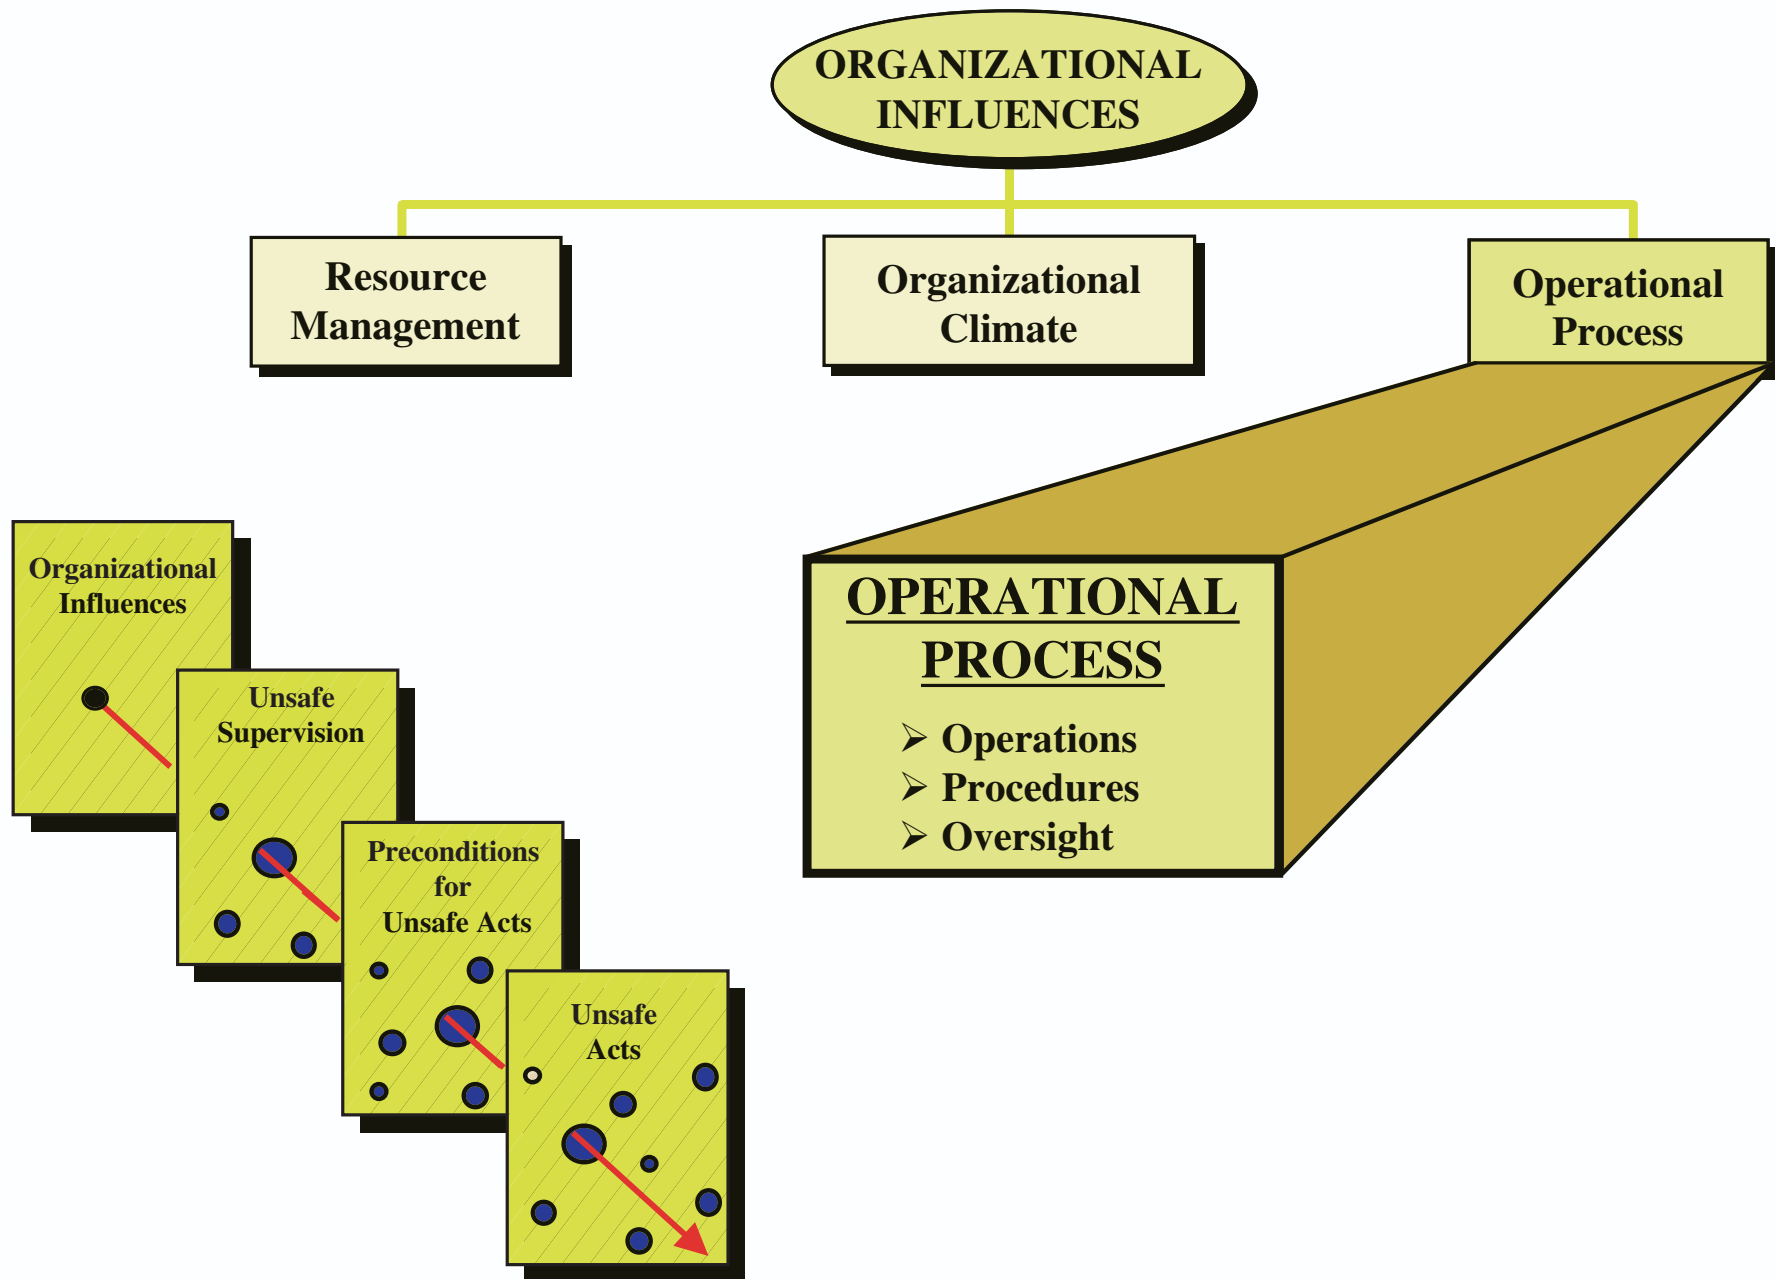 ORGANIZATIONAL
INFLUENCES
Resource
Management
Organizational
Climate
Operational
Process
OPERATIONAL
PROCESS
➢ Operations
➢ Procedures
➢ Oversight
Organizational
Influences
Unsafe
Supervision
Preconditions
for
Unsafe Acts
Unsafe
Acts